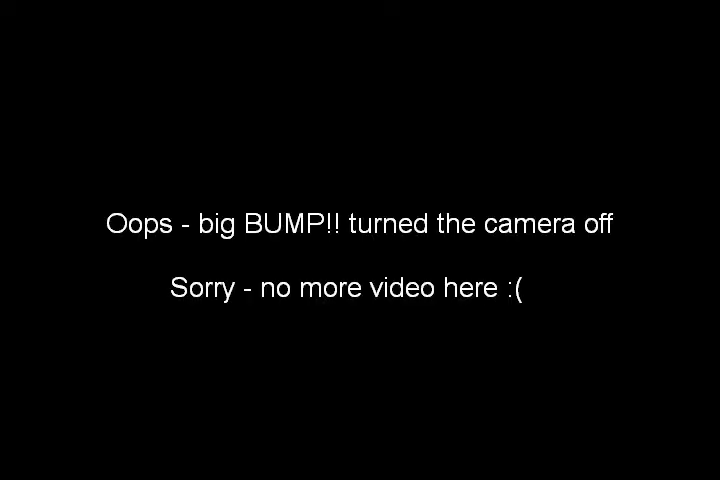 Oops - big BUMP!! turned the camera off
Sorry - no more video here :(